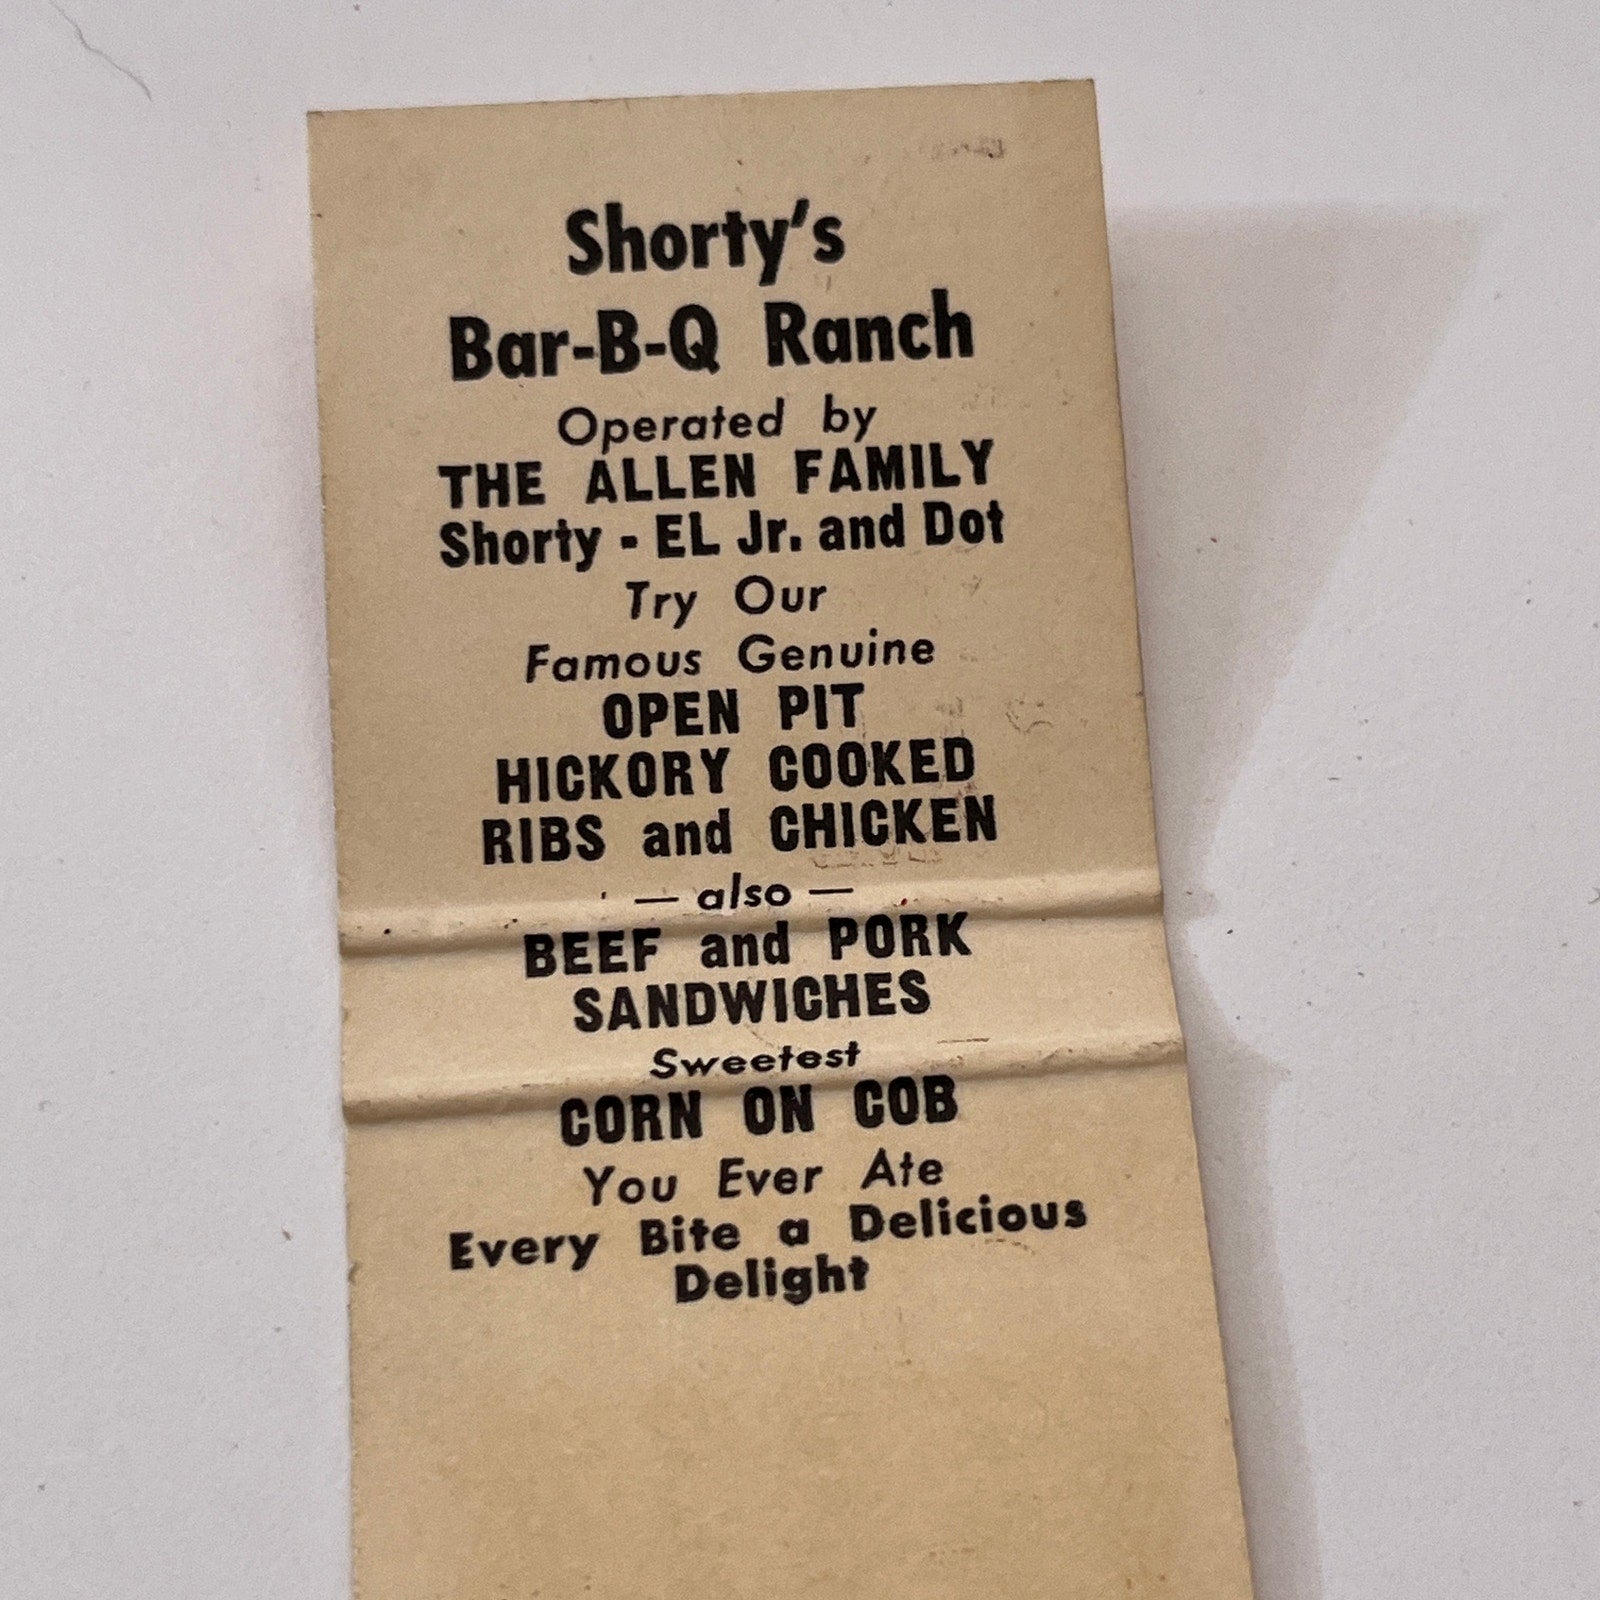 Shorty's
Bar-B-Q Ranch
Operated by
THE ALLEN FAMILY
Shorty - EL Jr. and Dot
Try Our
Famous Genuine
OPEN PIT
HICKORY COOKED
RIBS and CHICKEN
— also —
BEEF and PORK
SANDWICHES
Sweetest
CORN ON COB
You Ever Ate
Every Bite a Delicious
Delight